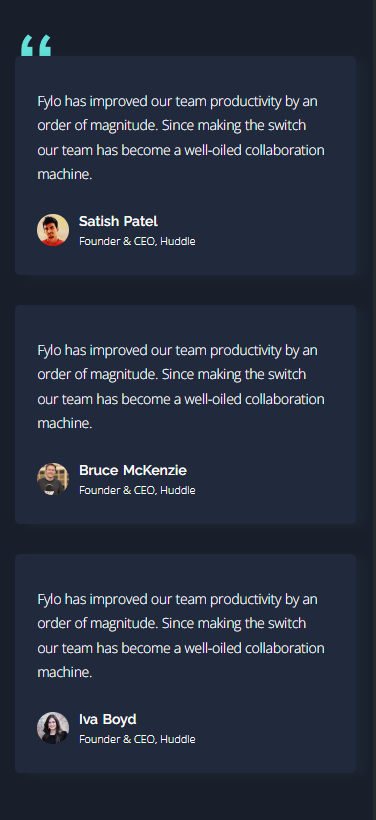 “
Fylo has improved our team productivity by an
order of magnitude. Since making the switch
our team has become a well-oiled collaboration
machine.
Satish Patel
Founder & CEO, Huddle
Fylo has improved our team productivity by an
order of magnitude. Since making the switch
our team has become a well-oiled collaboration
machine.
Bruce McKenzie
Founder & CEO, Huddle
Fylo has improved our team productivity by an
order of magnitude. Since making the switch
our team has become a well-oiled collaboration
machine.
Iva Boyd
Founder & CEO, Huddle